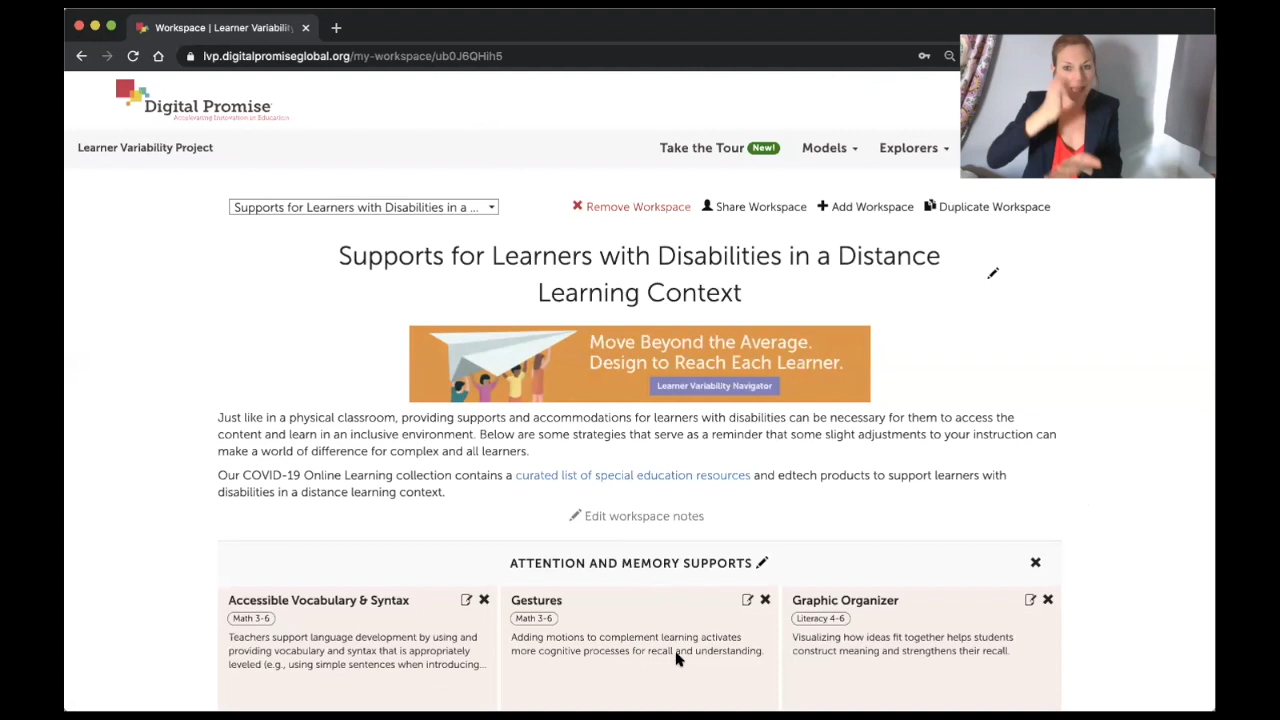 Workspace | Learner Variability
lvp.digitalpromiseglobal.org/my-workspace/ub0J6QHih5
Digital Promise
Accelerating Innovation in Education
Learner Variability Project
Take the Tour New! Models Explorers
Supports for Learners with Disabilities in a ...
Remove Workspace Share Workspace Add Workspace Duplicate Workspace
Supports for Learners with Disabilities in a Distance
Learning Context
Move Beyond the Average.
Design to Reach Each Learner.
Learner Variability Navigator
Just like in a physical classroom, providing supports and accommodations for learners with disabilities can be necessary for them to access the
content and learn in an inclusive environment. Below are some strategies that serve as a reminder that some slight adjustments to your instruction can
make a world of difference for complex and all learners.
Our COVID-19 Online Learning collection contains a curated list of special education resources and edtech products to support learners with
disabilities in a distance learning context.
Edit workspace notes
ATTENTION AND MEMORY SUPPORTS
Accessible Vocabulary & Syntax
Math 3-6
Teachers support language development by using and
providing vocabulary and syntax that is appropriately
leveled (e.g., using simple sentences when introducing...
Gestures
Math 3-6
Adding motions to complement learning activates
more cognitive processes for recall and understanding.
Graphic Organizer
Literacy 4-6
Visualizing how ideas fit together helps students
construct meaning and strengthens their recall.